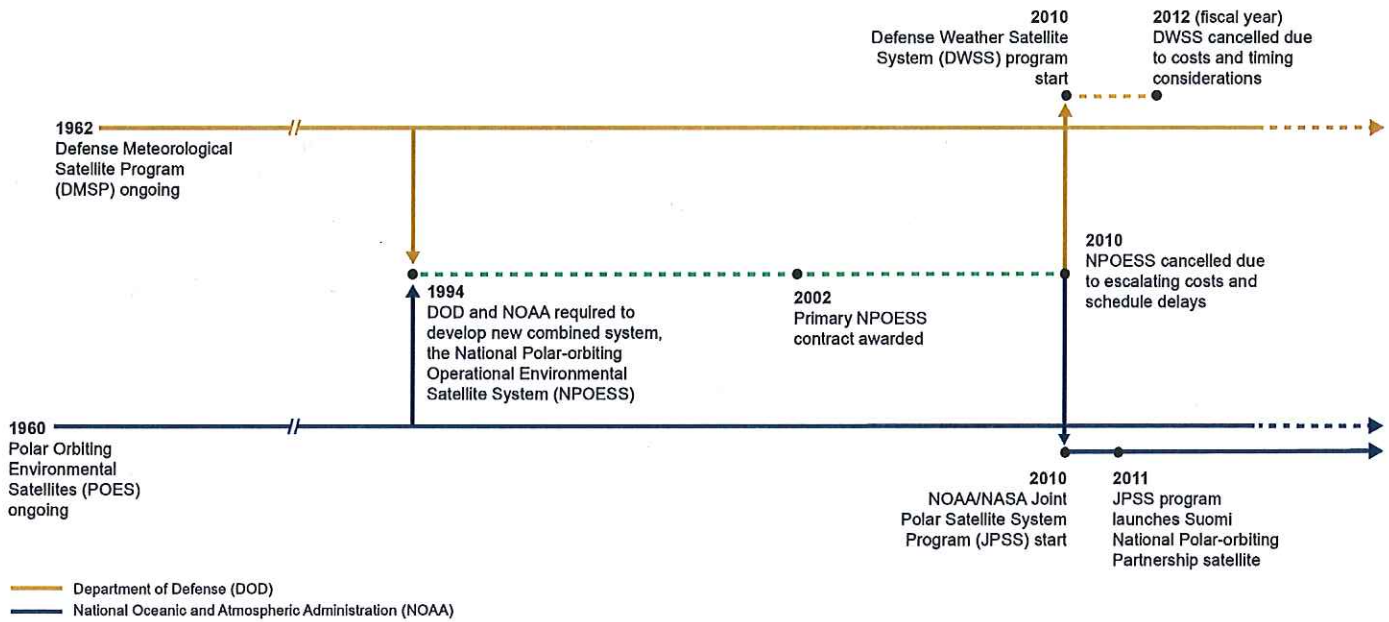 2010
Defense Weather Satellite
System (DWSS) program
start
2012 (fiscal year)
DWSS cancelled due
to costs and timing
considerations
1962
Defense Meteorological
Satellite Program
(DMSP) ongoing
1994
DOD and NOAA required to
develop new combined system,
the National Polar-orbiting
Operational Environmental
Satellite System (NPOESS)
2002
Primary NPOESS
contract awarded
2010
NPOESS cancelled due
to escalating costs and
schedule delays
1960
Polar Orbiting
Environmental
Satellites (POES)
ongoing
2010
NOAA/NASA Joint
Polar Satellite System
Program (JPSS) start
2011
JPSS program
launches Suomi
National Polar-orbiting
Partnership satellite
Department of Defense (DOD)
National Oceanic and Atmospheric Administration (NOAA)